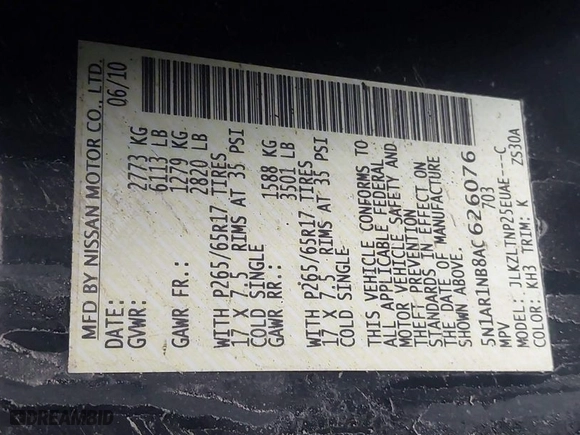 MFD BY NISSAN MOTOR CO., LTD.
DATE: 06/10
GVWR: 2773 KG
6113 LB
GAWR FR.: 1279 KG
2820 LB
WITH P265/65R17 TIRES
17 X 7.5 RIMS AT 35 PSI
COLD SINGLE
GAWR RR.: 1588 KG
3501 LB
WITH P265/65R17 TIRES
17 X 7.5 RIMS AT 35 PSI
COLD SINGLE
THIS VEHICLE CONFORMS TO
ALL APPLICABLE FEDERAL
MOTOR VEHICLE SAFETY AND
THEFT PREVENTION
STANDARDS IN EFFECT ON
THE DATE OF MANUFACTURE
SHOWN ABOVE.
5N1AR1NB8AC626076
MPV 703
MODEL: JLKZLTNP25EUAE---C
COLOR: KH3 TRIM: K ZS30A
DREAMBID